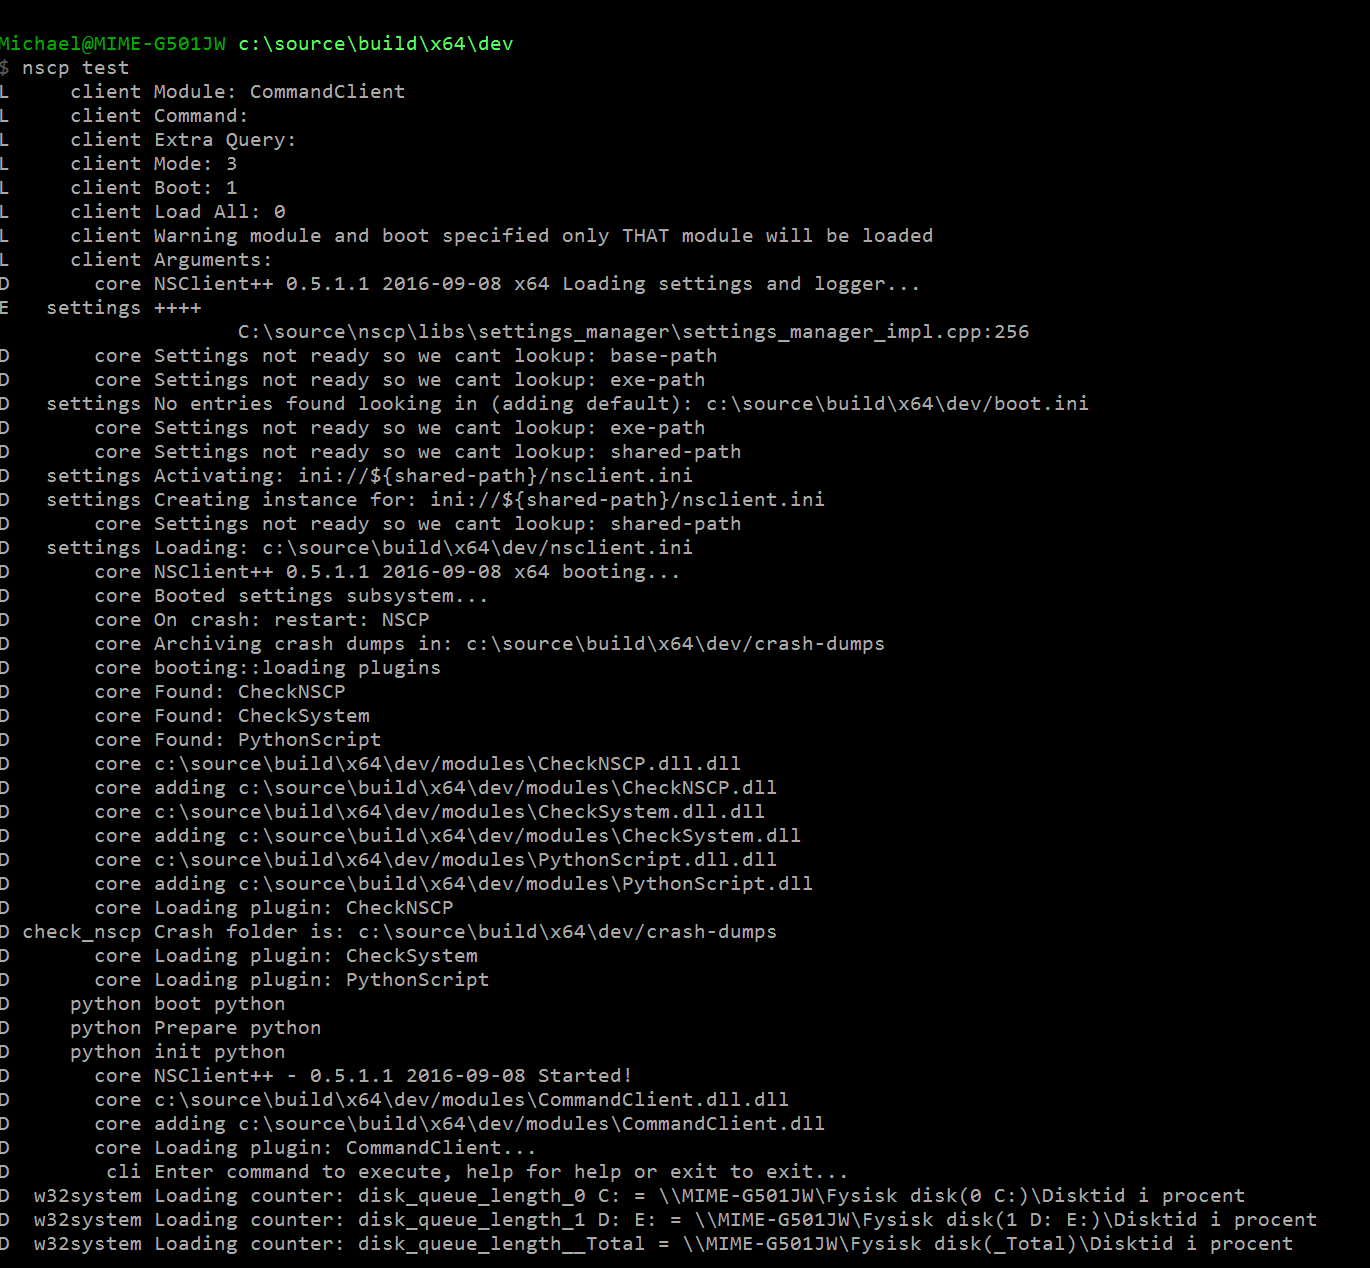 Michael@MIME-G501JW c:\source\build\x64\dev
$ nscp test
L     client Module: CommandClient
L     client Command:
L     client Extra Query:
L     client Mode: 3
L     client Boot: 1
L     client Load All: 0
L     client Warning module and boot specified only THAT module will be loaded
L     client Arguments:
D       core NSClient++ 0.5.1.1 2016-09-08 x64 Loading settings and logger...
E   settings ++++
                    C:\source\nscp\libs\settings_manager\settings_manager_impl.cpp:256
D       core Settings not ready so we cant lookup: base-path
D       core Settings not ready so we cant lookup: exe-path
D   settings No entries found looking in (adding default): c:\source\build\x64\dev/boot.ini
D       core Settings not ready so we cant lookup: exe-path
D       core Settings not ready so we cant lookup: shared-path
D   settings Activating: ini://${shared-path}/nsclient.ini
D   settings Creating instance for: ini://${shared-path}/nsclient.ini
D       core Settings not ready so we cant lookup: shared-path
D   settings Loading: c:\source\build\x64\dev/nsclient.ini
D       core NSClient++ 0.5.1.1 2016-09-08 x64 booting...
D       core Booted settings subsystem...
D       core On crash: restart: NSCP
D       core Archiving crash dumps in: c:\source\build\x64\dev/crash-dumps
D       core booting::loading plugins
D       core Found: CheckNSCP
D       core Found: CheckSystem
D       core Found: PythonScript
D       core c:\source\build\x64\dev/modules\CheckNSCP.dll.dll
D       core adding c:\source\build\x64\dev/modules\CheckNSCP.dll
D       core c:\source\build\x64\dev/modules\CheckSystem.dll.dll
D       core adding c:\source\build\x64\dev/modules\CheckSystem.dll
D       core c:\source\build\x64\dev/modules\PythonScript.dll.dll
D       core adding c:\source\build\x64\dev/modules\PythonScript.dll
D       core Loading plugin: CheckNSCP
D check_nscp Crash folder is: c:\source\build\x64\dev/crash-dumps
D       core Loading plugin: CheckSystem
D       core Loading plugin: PythonScript
D     python boot python
D     python Prepare python
D     python init python
D       core NSClient++ - 0.5.1.1 2016-09-08 Started!
D       core c:\source\build\x64\dev/modules\CommandClient.dll.dll
D       core adding c:\source\build\x64\dev/modules\CommandClient.dll
D       core Loading plugin: CommandClient...
D        cli Enter command to execute, help for help or exit to exit...
D  w32system Loading counter: disk_queue_length_0 C: = \\MIME-G501JW\Fysisk disk(0 C:)\Disktid i procent
D  w32system Loading counter: disk_queue_length_1 D: E: = \\MIME-G501JW\Fysisk disk(1 D: E:)\Disktid i procent
D  w32system Loading counter: disk_queue_length__Total = \\MIME-G501JW\Fysisk disk(_Total)\Disktid i procent